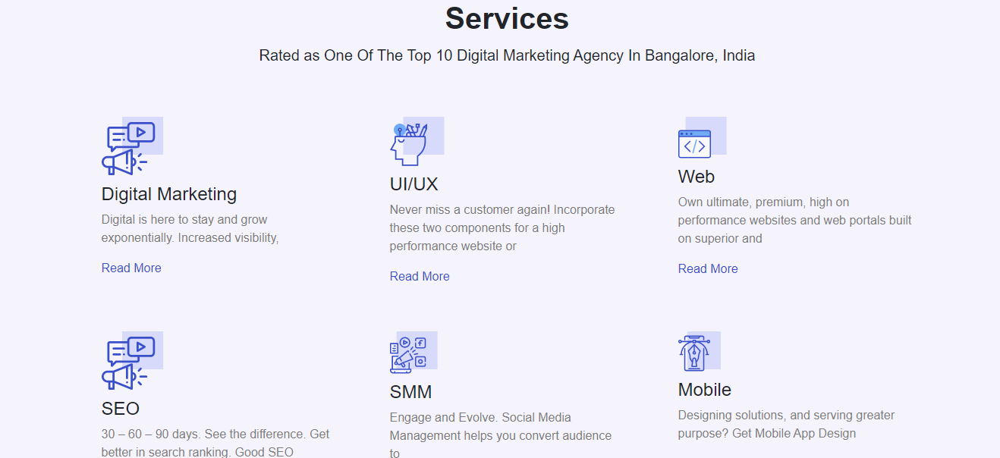 Services
Rated as One Of The Top 10 Digital Marketing Agency In Bangalore, India
Digital Marketing
Digital is here to stay and grow
exponentially. Increased visibility,
Read More
UI/UX
Never miss a customer again! Incorporate
these two components for a high
performance website or
Read More
Web
Own ultimate, premium, high on
performance websites and web portals built
on superior and
Read More
SEO
30 – 60 – 90 days. See the difference. Get
better in search ranking. Good SEO
SMM
Engage and Evolve. Social Media
Management helps you convert audience
to
Mobile
Designing solutions, and serving greater
purpose? Get Mobile App Design